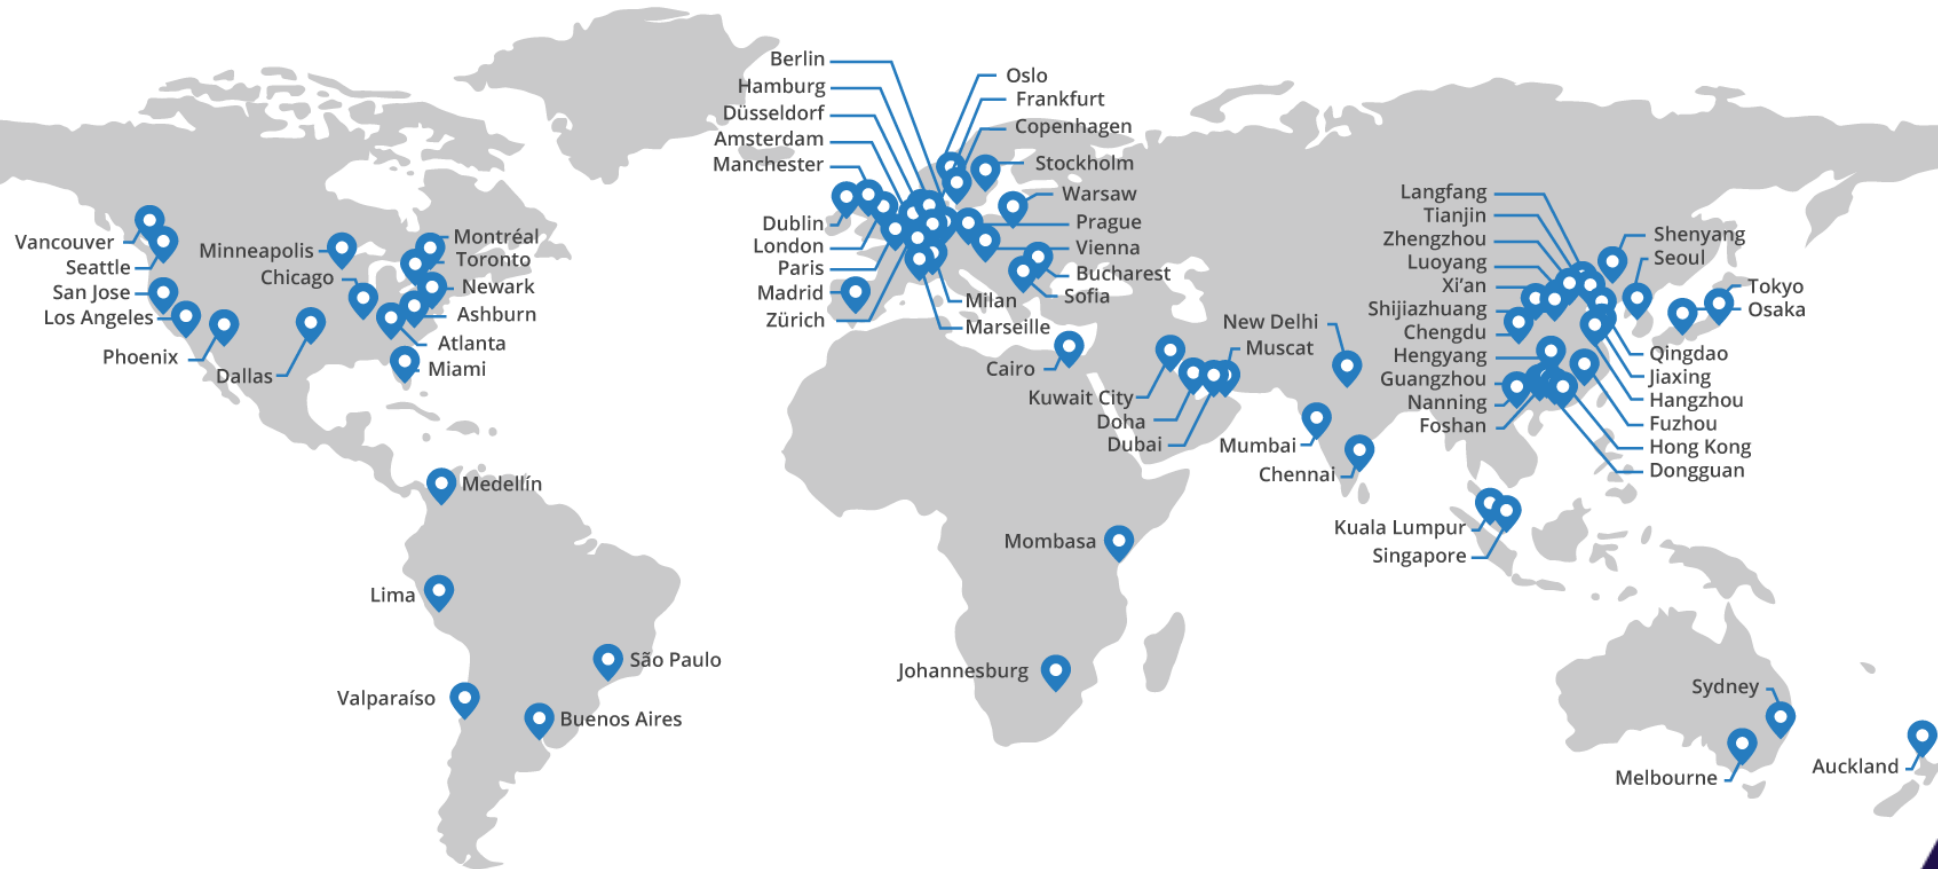 Vancouver
Seattle
San Jose
Los Angeles
Phoenix
Minneapolis
Chicago
Dallas
Montréal
Toronto
Newark
Ashburn
Atlanta
Miami
Medellín
Lima
São Paulo
Valparaíso
Buenos Aires
Berlin
Hamburg
Düsseldorf
Amsterdam
Manchester
Dublin
London
Paris
Madrid
Zürich
Oslo
Frankfurt
Copenhagen
Stockholm
Warsaw
Prague
Vienna
Bucharest
Sofia
Milan
Marseille
Cairo
Kuwait City
Doha
Dubai
Muscat
New Delhi
Mumbai
Chennai
Mombasa
Johannesburg
Langfang
Tianjin
Zhengzhou
Luoyang
Xi'an
Shijiazhuang
Chengdu
Hengyang
Guangzhou
Nanning
Foshan
Shenyang
Seoul
Tokyo
Osaka
Qingdao
Jiaxing
Hangzhou
Fuzhou
Hong Kong
Dongguan
Kuala Lumpur
Singapore
Sydney
Melbourne
Auckland